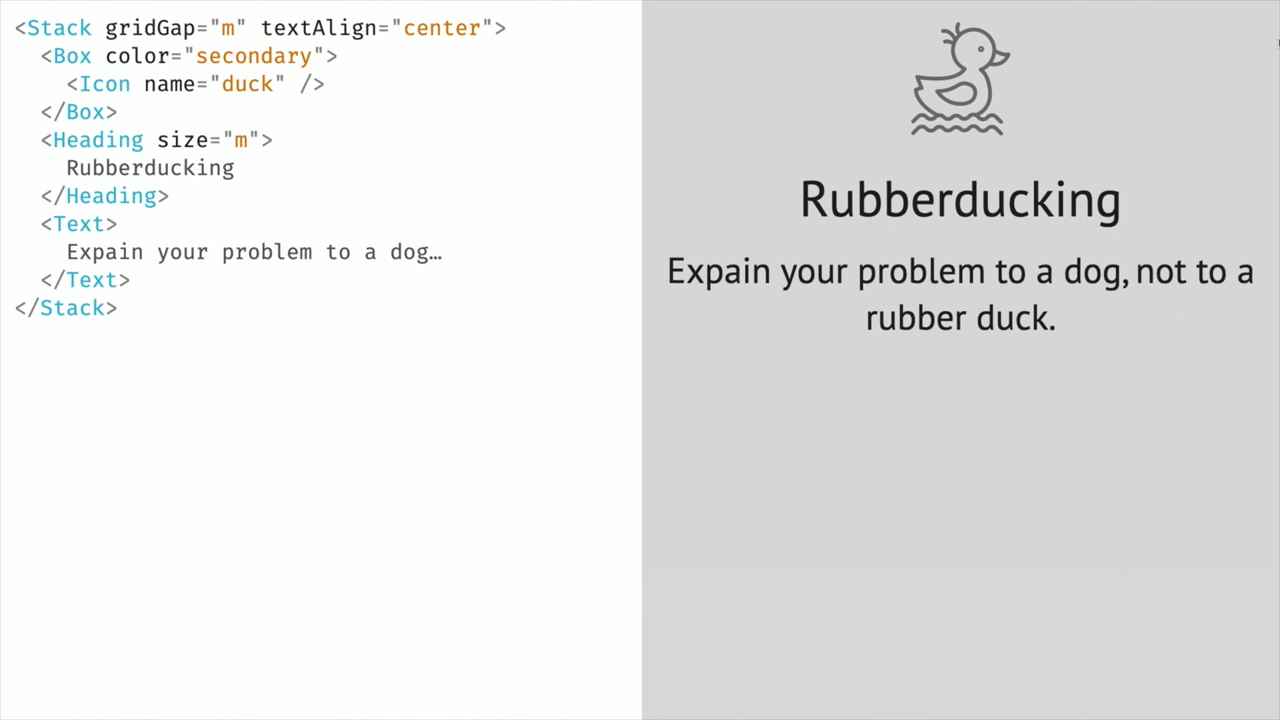 <Stack gridGap="m" textAlign="center">
<Box color="secondary">
<Icon name="duck" />
</Box>
<Heading size="m">
Rubberducking
</Heading>
<Text>
Expain your problem to a dog…
</Text>
</Stack>
Rubberducking
Expain your problem to a dog, not to a
rubber duck.